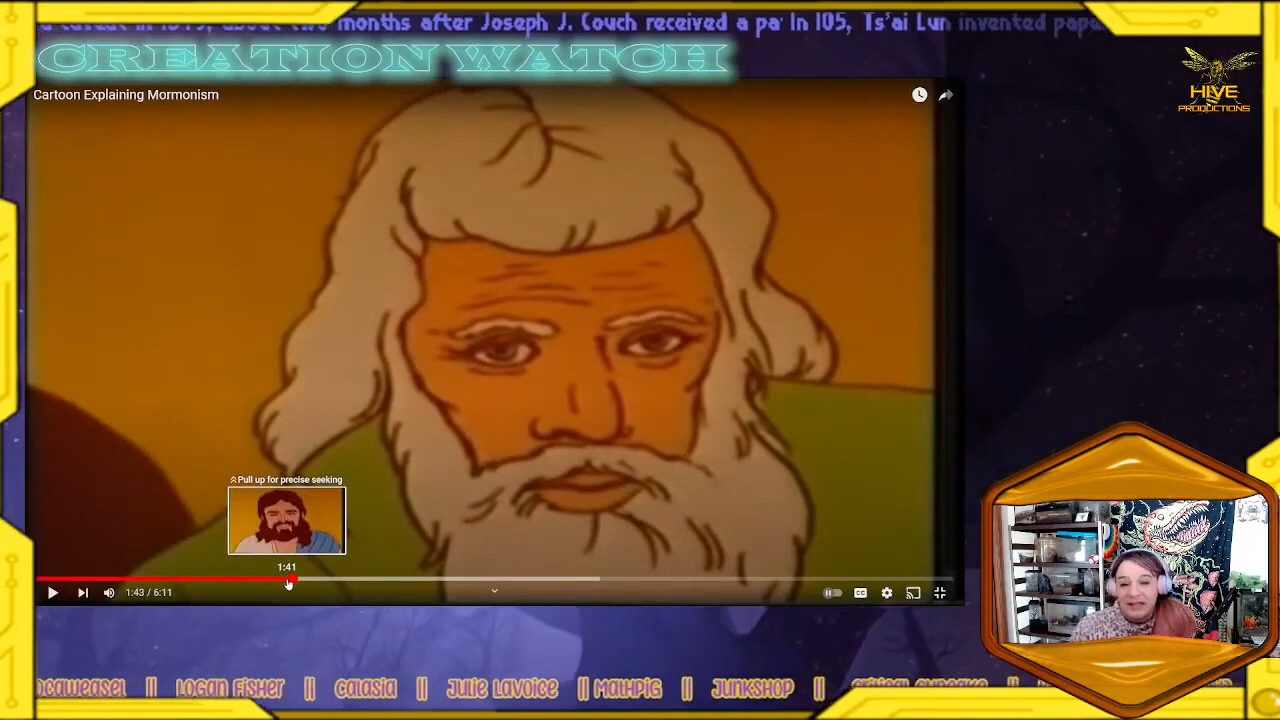 months after Joseph J. Couch received a pa In 105, Ts'ai Lun invented pape
CREATION WATCH
HIVE
PRODUCTIONS
Cartoon Explaining Mormonism
Pull up for precise seeking
1:41
1:43 / 6:11
CC
ocaweasel || Logan Fisher || Calasia || Julie LaVoice || Mathpig || Junkshop ||